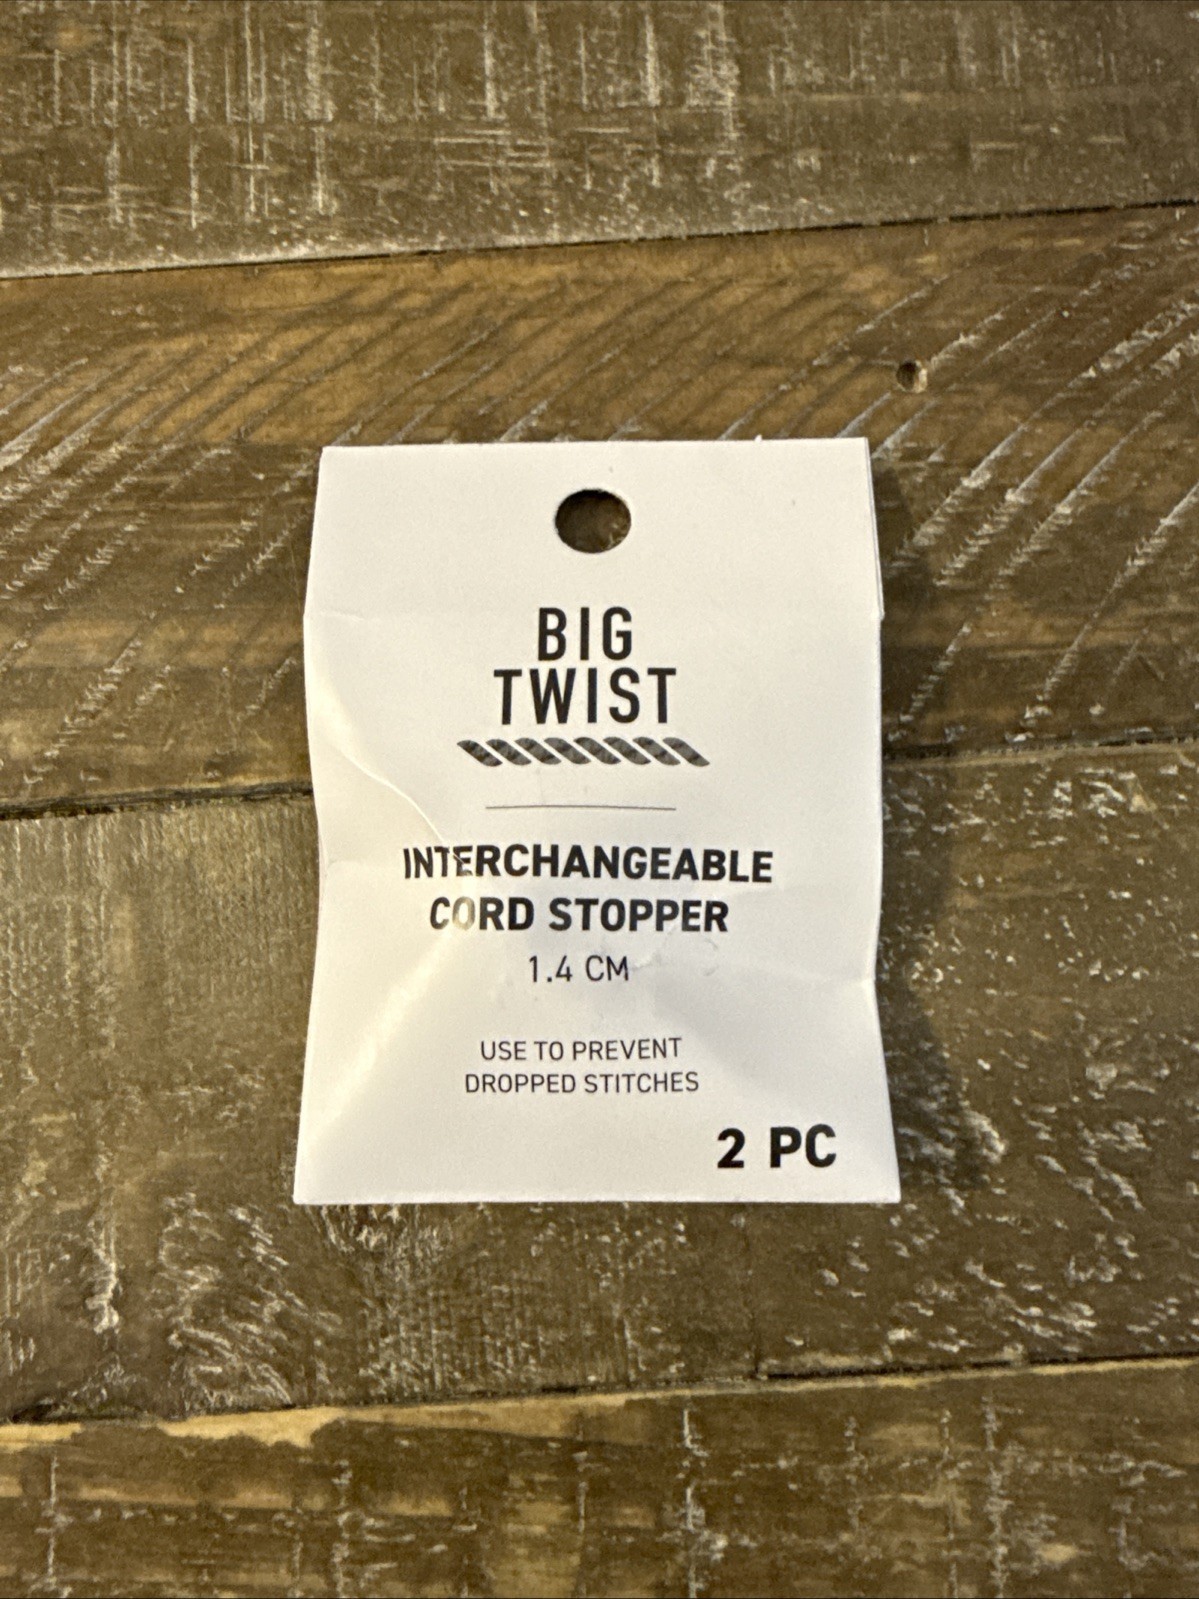 BIG
TWIST
INTERCHANGEABLE
CORD STOPPER
1.4 CM
USE TO PREVENT
DROPPED STITCHES
2 PC